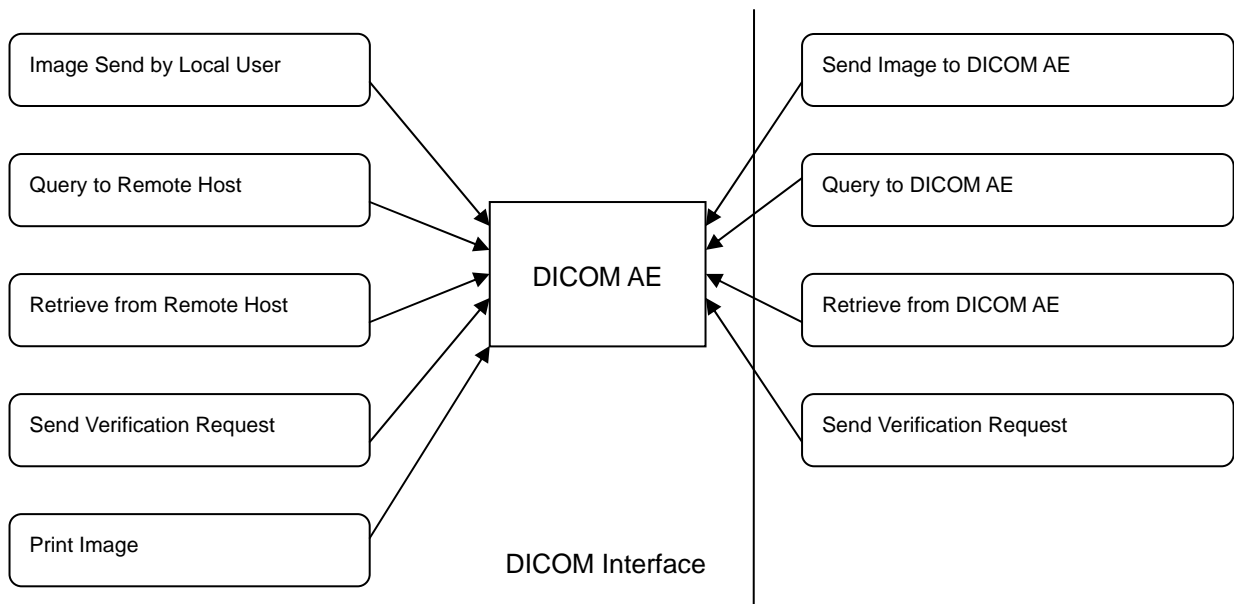 Image Send by Local User
Send Image to DICOM AE
Query to Remote Host
Query to DICOM AE
DICOM AE
Retrieve from Remote Host
Retrieve from DICOM AE
Send Verification Request
Send Verification Request
Print Image
DICOM Interface